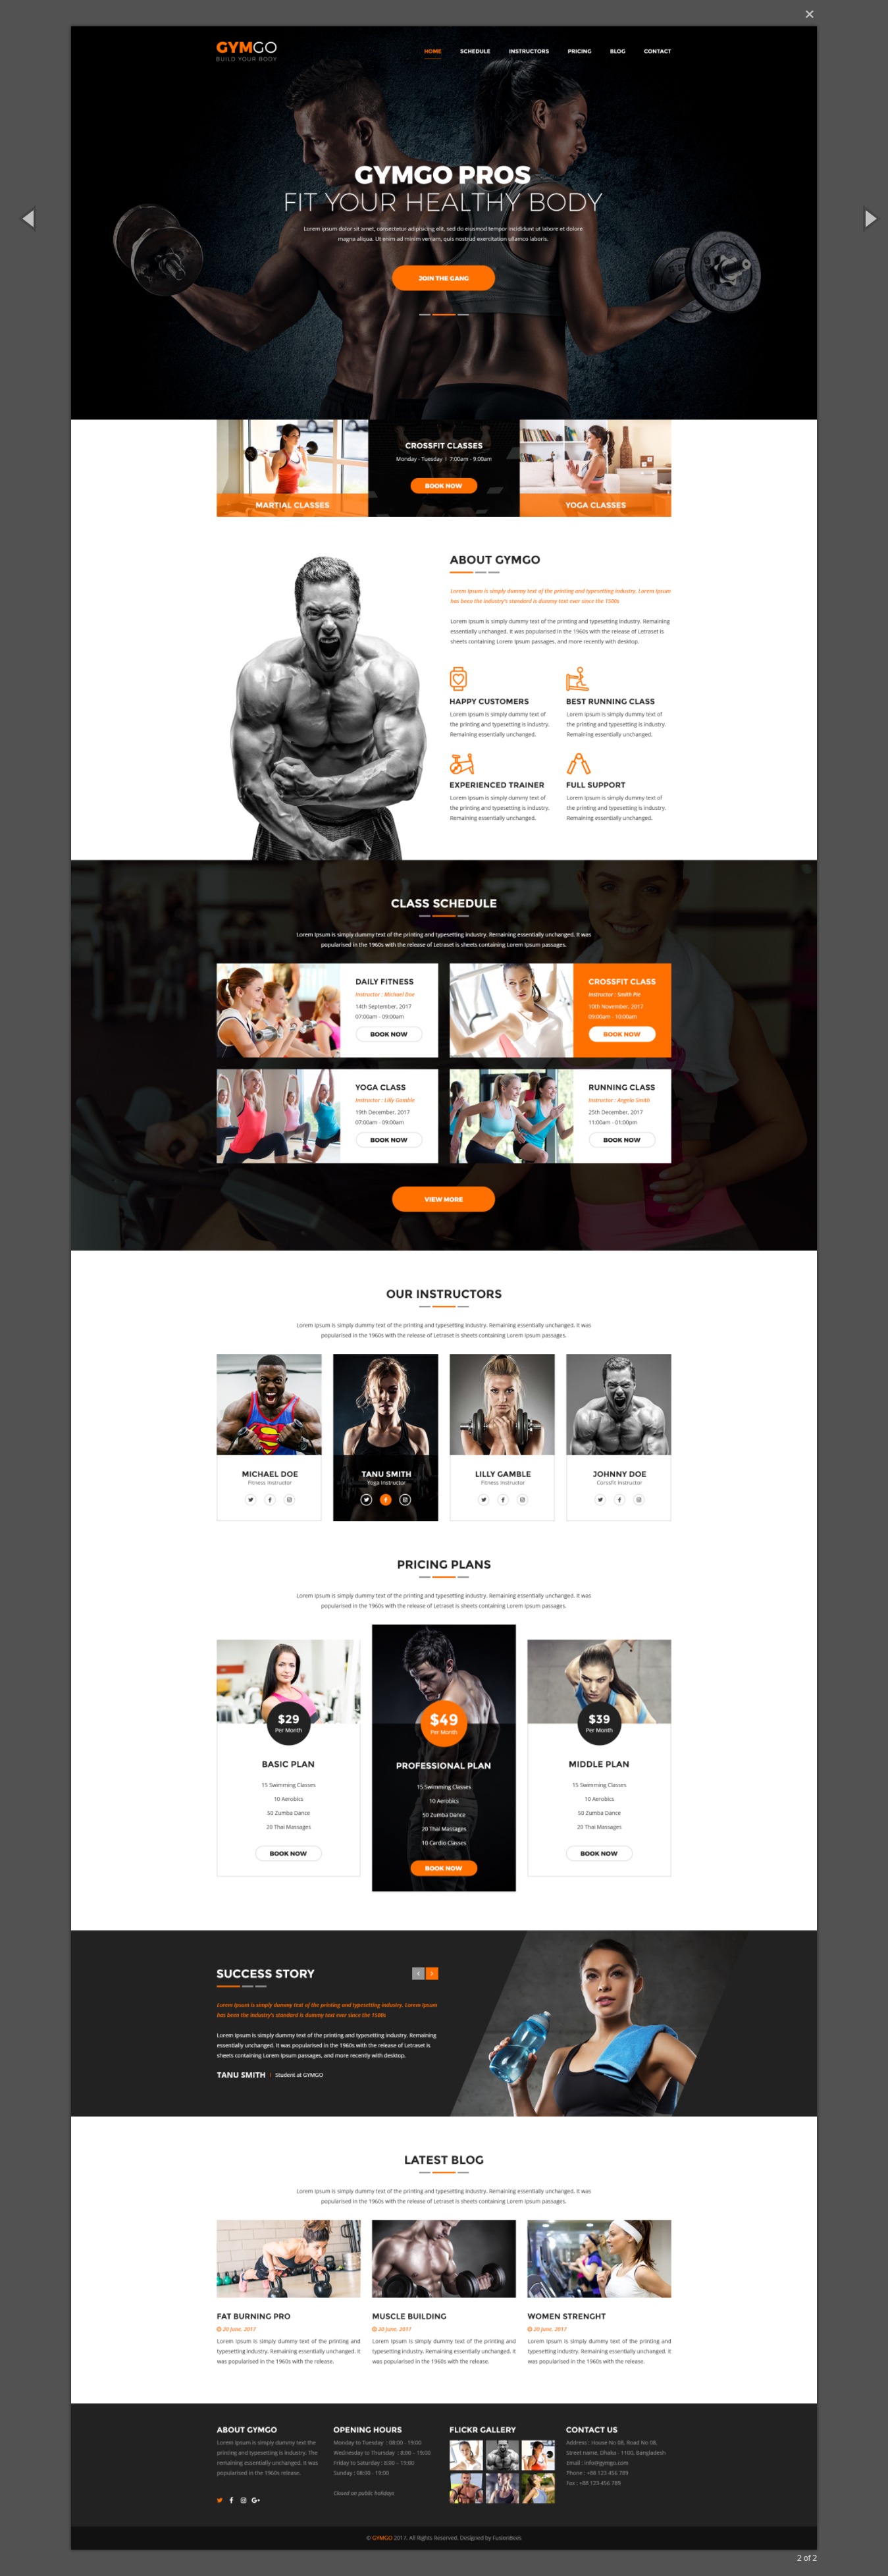 GYMGO
BUILD YOUR BODY
HOME SCHEDULE INSTRUCTORS PRICING BLOG CONTACT
GYMGO PROS
FIT YOUR HEALTHY BODY
Lorem ipsum dolor sit amet, consectetur adipisicing elit, sed do eiusmod tempor incididunt ut labore et dolore
magna aliqua. Ut enim ad minim veniam, quis nostrud exercitation ullamco laboris.
JOIN THE GANG
MARTIAL CLASSES
CROSSFIT CLASSES
Monday - Tuesday | 7:00am - 9:00am
BOOK NOW
YOGA CLASSES
ABOUT GYMGO
Lorem Ipsum is simply dummy text of the printing and typesetting industry. Lorem Ipsum
has been the industry's standard is dummy text ever since the 1500s
Lorem Ipsum is simply dummy text of the printing and typesetting industry. Remaining
essentially unchanged. It was popularised in the 1960s with the release of Letraset is
sheets containing Lorem Ipsum passages, and more recently with desktop.
HAPPY CUSTOMERS
Lorem Ipsum is simply dummy text of
the printing and typesetting is industry.
Remaining essentially unchanged.
BEST RUNNING CLASS
Lorem Ipsum is simply dummy text of
the printing and typesetting is industry.
Remaining essentially unchanged.
EXPERIENCED TRAINER
Lorem Ipsum is simply dummy text of
the printing and typesetting is industry.
Remaining essentially unchanged.
FULL SUPPORT
Lorem Ipsum is simply dummy text of
the printing and typesetting is industry.
Remaining essentially unchanged.
CLASS SCHEDULE
Lorem Ipsum is simply dummy text of the printing and typesetting industry. Remaining essentially unchanged. It was
popularised in the 1960s with the release of Letraset is sheets containing Lorem Ipsum passages.
DAILY FITNESS
Instructor : Michael Doe
14th September, 2017
07:00am - 09:00am
BOOK NOW
CROSSFIT CLASS
Instructor : Smith Pie
10th November, 2017
09:00am - 10:00am
BOOK NOW
YOGA CLASS
Instructor : Lilly Gamble
19th December, 2017
07:00am - 09:00am
BOOK NOW
RUNNING CLASS
Instructor : Angela Smith
25th December, 2017
11:00am - 01:00pm
BOOK NOW
VIEW MORE
OUR INSTRUCTORS
Lorem Ipsum is simply dummy text of the printing and typesetting industry. Remaining essentially unchanged. It was
popularised in the 1960s with the release of Letraset is sheets containing Lorem Ipsum passages.
MICHAEL DOE
Fitness Instructor
TANU SMITH
Yoga Instructor
LILLY GAMBLE
Fitness Instructor
JOHNNY DOE
Corssfit Instructor
PRICING PLANS
Lorem Ipsum is simply dummy text of the printing and typesetting industry. Remaining essentially unchanged. It was
popularised in the 1960s with the release of Letraset is sheets containing Lorem Ipsum passages.
$29
Per Month
BASIC PLAN
15 Swimming Classes
10 Aerobics
50 Zumba Dance
20 Thai Massages
BOOK NOW
$49
Per Month
PROFESSIONAL PLAN
15 Swimming Classes
10 Aerobics
50 Zumba Dance
20 Thai Massages
10 Cardio Classes
BOOK NOW
$39
Per Month
MIDDLE PLAN
15 Swimming Classes
10 Aerobics
50 Zumba Dance
20 Thai Massages
BOOK NOW
SUCCESS STORY
Lorem Ipsum is simply dummy text of the printing and typesetting industry. Lorem Ipsum
has been the industry's standard is dummy text ever since the 1500s
Lorem Ipsum is simply dummy text of the printing and typesetting industry. Remaining
essentially unchanged. It was popularised in the 1960s with the release of Letraset is
sheets containing Lorem Ipsum passages, and more recently with desktop.
TANU SMITH | Student at GYMGO
LATEST BLOG
Lorem Ipsum is simply dummy text of the printing and typesetting industry. Remaining essentially unchanged. It was
popularised in the 1960s with the release of Letraset is sheets containing Lorem Ipsum passages.
FAT BURNING PRO
20 June, 2017
Lorem Ipsum is simply dummy text of the printing and
typesetting industry. Remaining essentially unchanged. It
was popularised in the 1960s with the release.
MUSCLE BUILDING
20 June, 2017
Lorem Ipsum is simply dummy text of the printing and
typesetting industry. Remaining essentially unchanged. It
was popularised in the 1960s with the release.
WOMEN STRENGHT
20 June, 2017
Lorem Ipsum is simply dummy text of the printing and
typesetting industry. Remaining essentially unchanged. It
was popularised in the 1960s with the release.
ABOUT GYMGO
Lorem Ipsum is simply dummy text the
printing and typesetting is industry. The
remaining essentially unchanged. It was
popularised in the 1960s release.
OPENING HOURS
Monday to Tuesday : 08:00 - 19:00
Wednesday to Thursday : 8:00 – 19:00
Friday to Saturday : 8:00 – 19:00
Sunday : 08:00 - 19:00
Closed on public holidays
FLICKR GALLERY
CONTACT US
Address : House No 08, Road No 08,
Street name, Dhaka - 1100, Bangladesh
Email : info@gymgo.com
Phone : +88 123 456 789
Fax : +88 123 456 789
© GYMGO 2017. All Rights Reserved. Designed by FusionBees
2 of 2